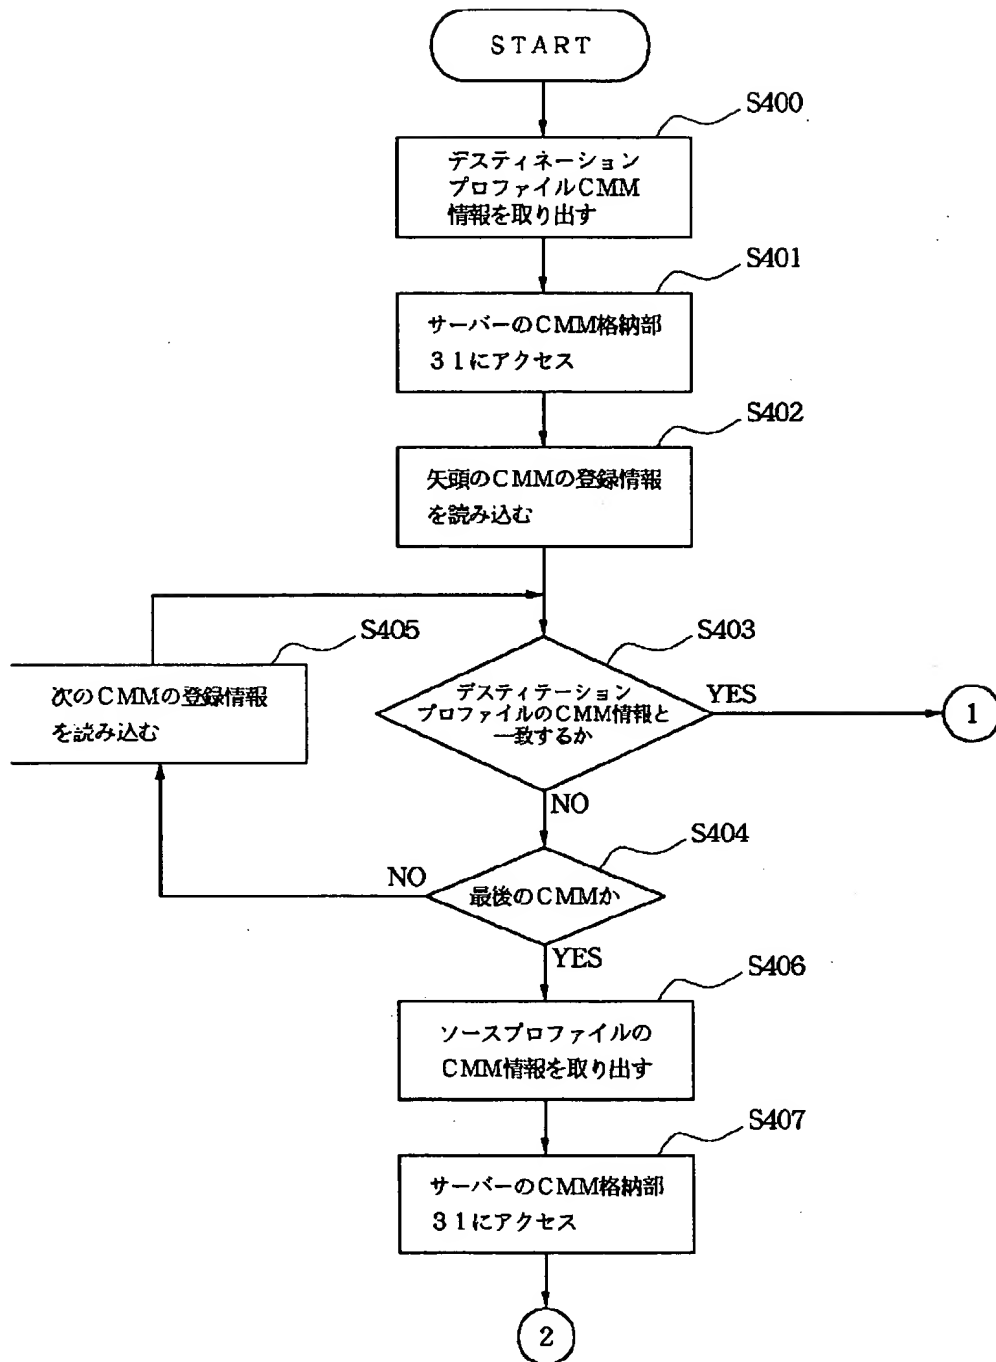 START
S400
デスティネーション
プロファイルCMM
情報を取り出す
S401
サーバーのCMM格納部
31にアクセス
S402
矢頭のCMMの登録情報
を読み込む
S405
次のCMMの登録情報
を読み込む
S403
デスティテーション
プロファイルのCMM情報と
一致するか
YES
1
NO
S404
最後のCMMか
NO
YES
S406
ソースプロファイルの
CMM情報を取り出す
S407
サーバーのCMM格納部
31にアクセス
2